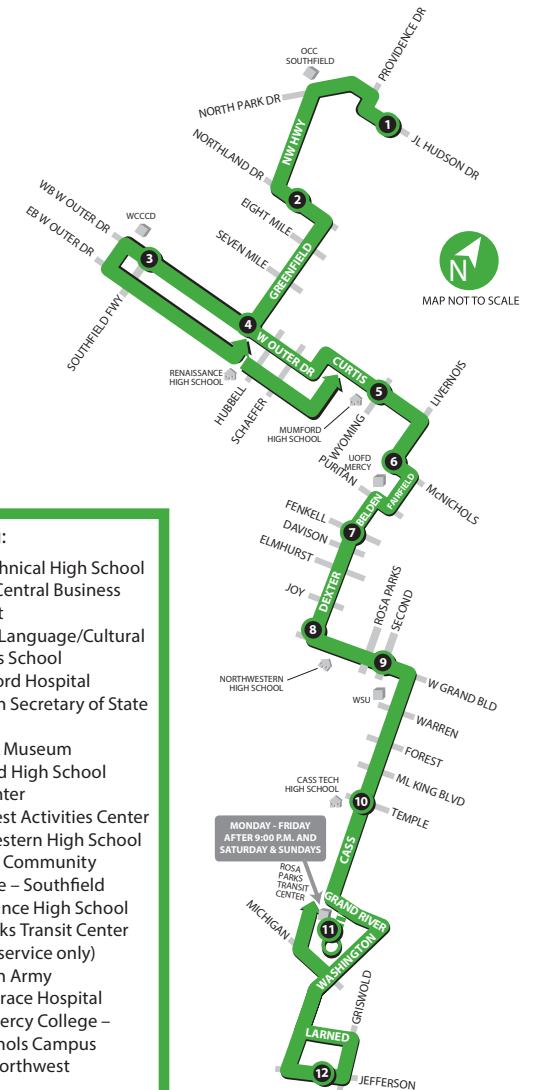 OCC
SOUTHFIELD
PROVIDENCE DR
NORTH PARK DR
1
JL HUDSON DR
NW HWY
NORTHLAND DR
2
EIGHT MILE
SEVEN MILE
GREENFIELD
WB W OUTER DR
EB W OUTER DR
WCCCD
3
SOUTHFIELD FWY
N
MAP NOT TO SCALE
4
W OUTER DR
CURTIS
RENAISSANCE
HIGH SCHOOL
HUBBELL
SCHAEFER
MUMFORD
HIGH SCHOOL
5
WYOMING
LIVERNOIS
6
UOFD
MERCY
PURITAN
McNICHOLS
FAIRFIELD
BELDEN
FENKELL
7
DAVISON
ELMHURST
DEXTER
JOY
ROSA PARKS
SECOND
8
9
NORTHWESTERN
HIGH SCHOOL
W GRAND BLD
WSU
WARREN
FOREST
ML KING BLVD
CASS TECH
HIGH SCHOOL
10
TEMPLE
CASS
MONDAY - FRIDAY
AFTER 9:00 P.M. AND
SATURDAY & SUNDAYS
ROSA
PARKS
TRANSIT
CENTER
GRAND RIVER
11
MICHIGAN
WASHINGTON
GRISWOLD
LARNED
12
JEFFERSON
:
hnical High School
Central Business
t
Language/Cultural
s School
ord Hospital
n Secretary of State
Museum
d High School
nter
est Activities Center
western High School
Community
e – Southfield
ance High School
rks Transit Center
service only)
n Army
race Hospital
ercy College –
hols Campus
orthwest